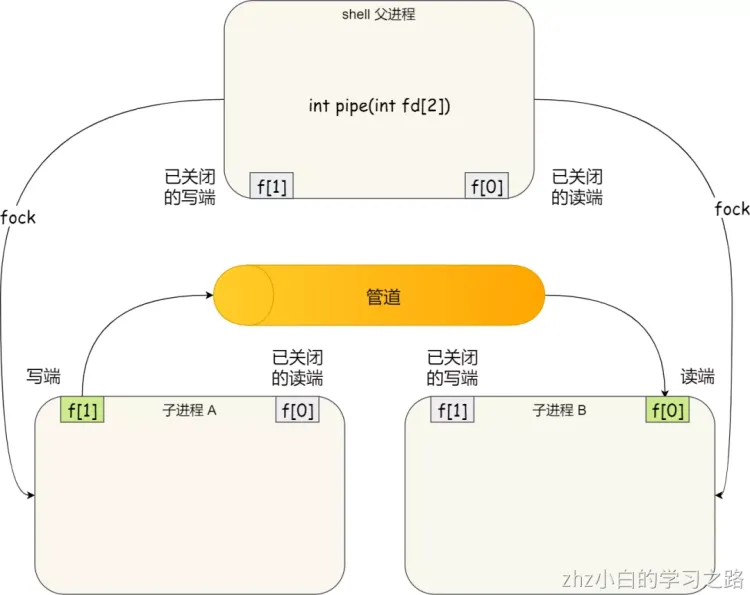 shell 父进程
int pipe(int fd[2])
已关闭
的写端
f[1]
f[0]
已关闭
的读端
fock
fock
管道
写端
已关闭
的读端
已关闭
的写端
读端
f[1]
子进程 A
f[0]
f[1]
子进程 B
f[0]
zhz小白的学习之路